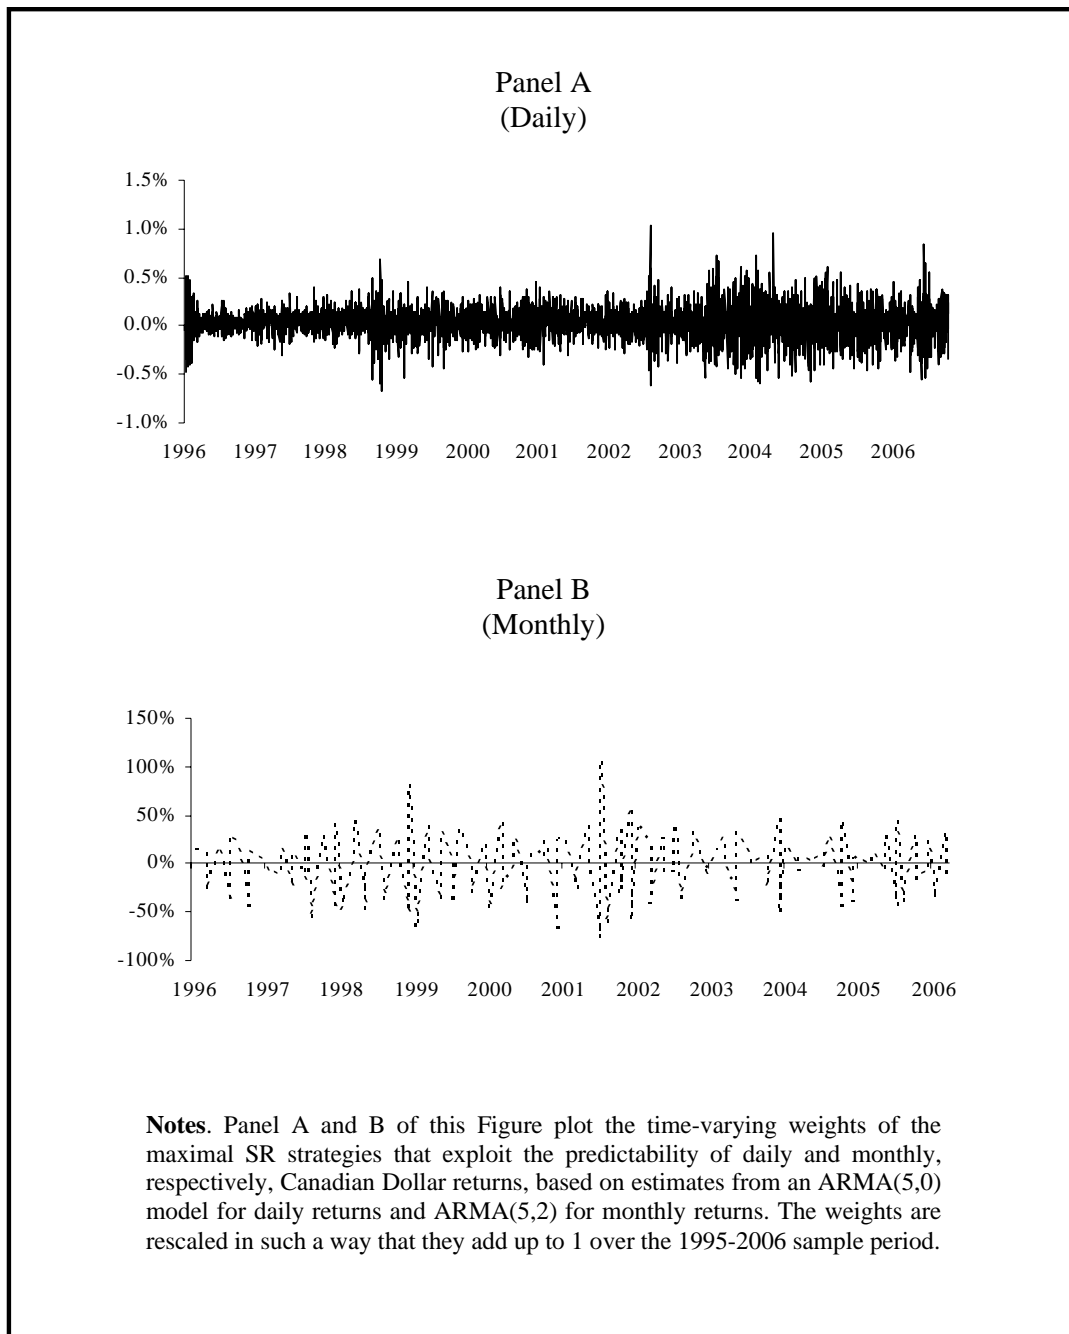 Panel A
(Daily)
1.5%
1.0%
0.5%
0.0%
-0.5%
-1.0%
1996 1997 1998 1999 2000 2001 2002 2003 2004 2005 2006
Panel B
(Monthly)
150%
100%
50%
0%
-50%
-100%
1996 1997 1998 1999 2000 2001 2002 2003 2004 2005 2006
Notes. Panel A and B of this Figure plot the time-varying weights of the
maximal SR strategies that exploit the predictability of daily and monthly,
respectively, Canadian Dollar returns, based on estimates from an ARMA(5,0)
model for daily returns and ARMA(5,2) for monthly returns. The weights are
rescaled in such a way that they add up to 1 over the 1995-2006 sample period.